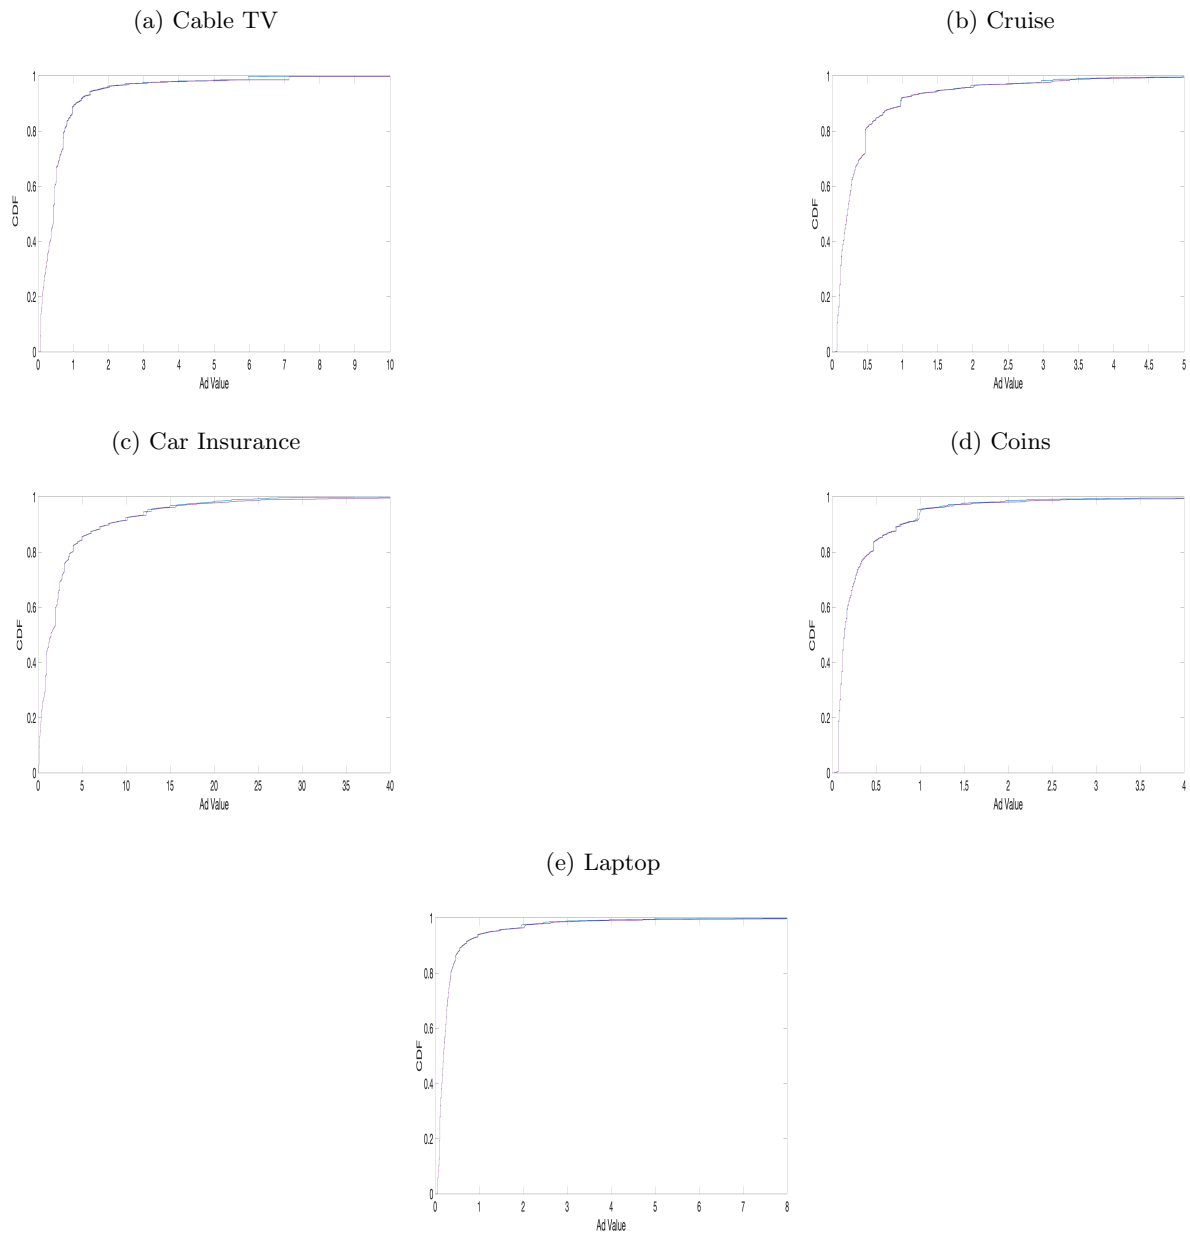 (a) Cable TV
(b) Cruise
1
0.8
0.6
0.4
0.2
0
CDF
0 1 2 3 4 5 6 7 8 9 10
Ad Value
1
0.8
0.6
0.4
0.2
0
CDF
0 0.5 1 1.5 2 2.5 3 3.5 4 4.5 5
Ad Value
(c) Car Insurance
(d) Coins
1
0.8
0.6
0.4
0.2
0
CDF
0 5 10 15 20 25 30 35 40
Ad Value
1
0.8
0.6
0.4
0.2
0
CDF
0 0.5 1 1.5 2 2.5 3 3.5 4
Ad Value
(e) Laptop
1
0.8
0.6
0.4
0.2
0
CDF
0 1 2 3 4 5 6 7 8
Ad Value